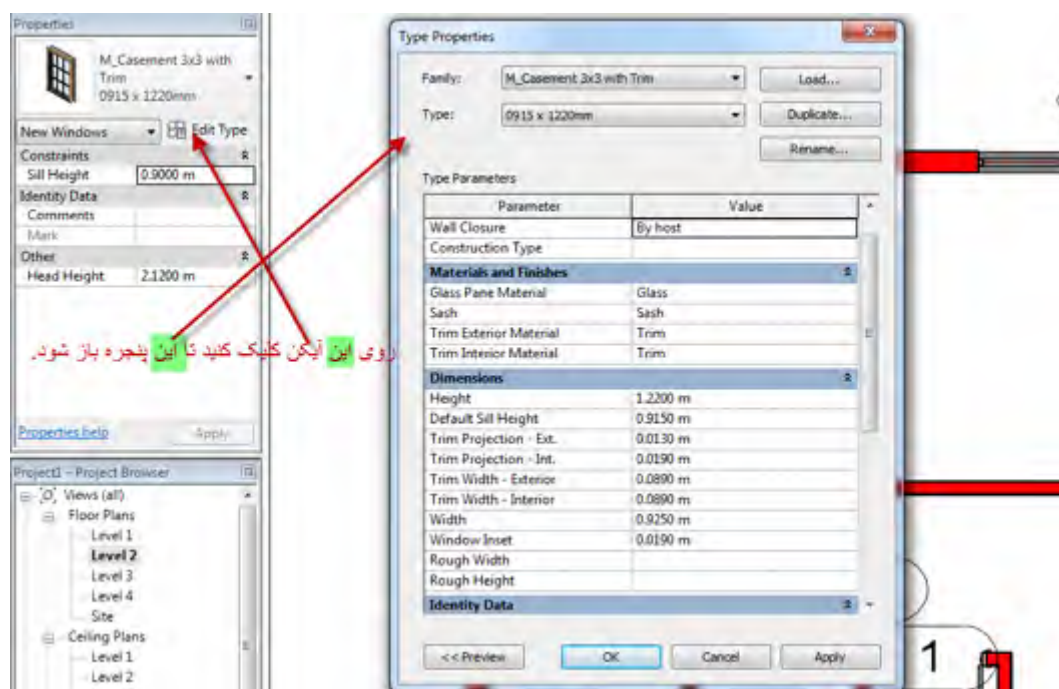 Properties
M_Casement 3x3 with
Trim
0915 x 1220mm
New Windows
Edit Type
Constraints
Sill Height 0.9000 m
Identity Data
Comments
Mark
Other
Head Height 2.1200 m
روی این آیکن کلیک کنید تا این پنجره باز شود.
Properties help
Apply
Project1 - Project Browser
Views (all)
Floor Plans
Level 1
Level 2
Level 3
Level 4
Site
Ceiling Plans
Level 1
Level 2
Type Properties
Family: M_Casement 3x3 with Trim Load...
Type: 0915 x 1220mm Duplicate...
Rename...
Type Parameters
Parameter Value
Wall Closure By host
Construction Type
Materials and Finishes
Glass Pane Material Glass
Sash Sash
Trim Exterior Material Trim
Trim Interior Material Trim
Dimensions
Height 1.2200 m
Default Sill Height 0.9150 m
Trim Projection - Ext. 0.0130 m
Trim Projection - Int. 0.0190 m
Trim Width - Exterior 0.0890 m
Trim Width - Interior 0.0890 m
Width 0.9250 m
Window Inset 0.0190 m
Rough Width
Rough Height
Identity Data
<< Preview OK Cancel Apply
1